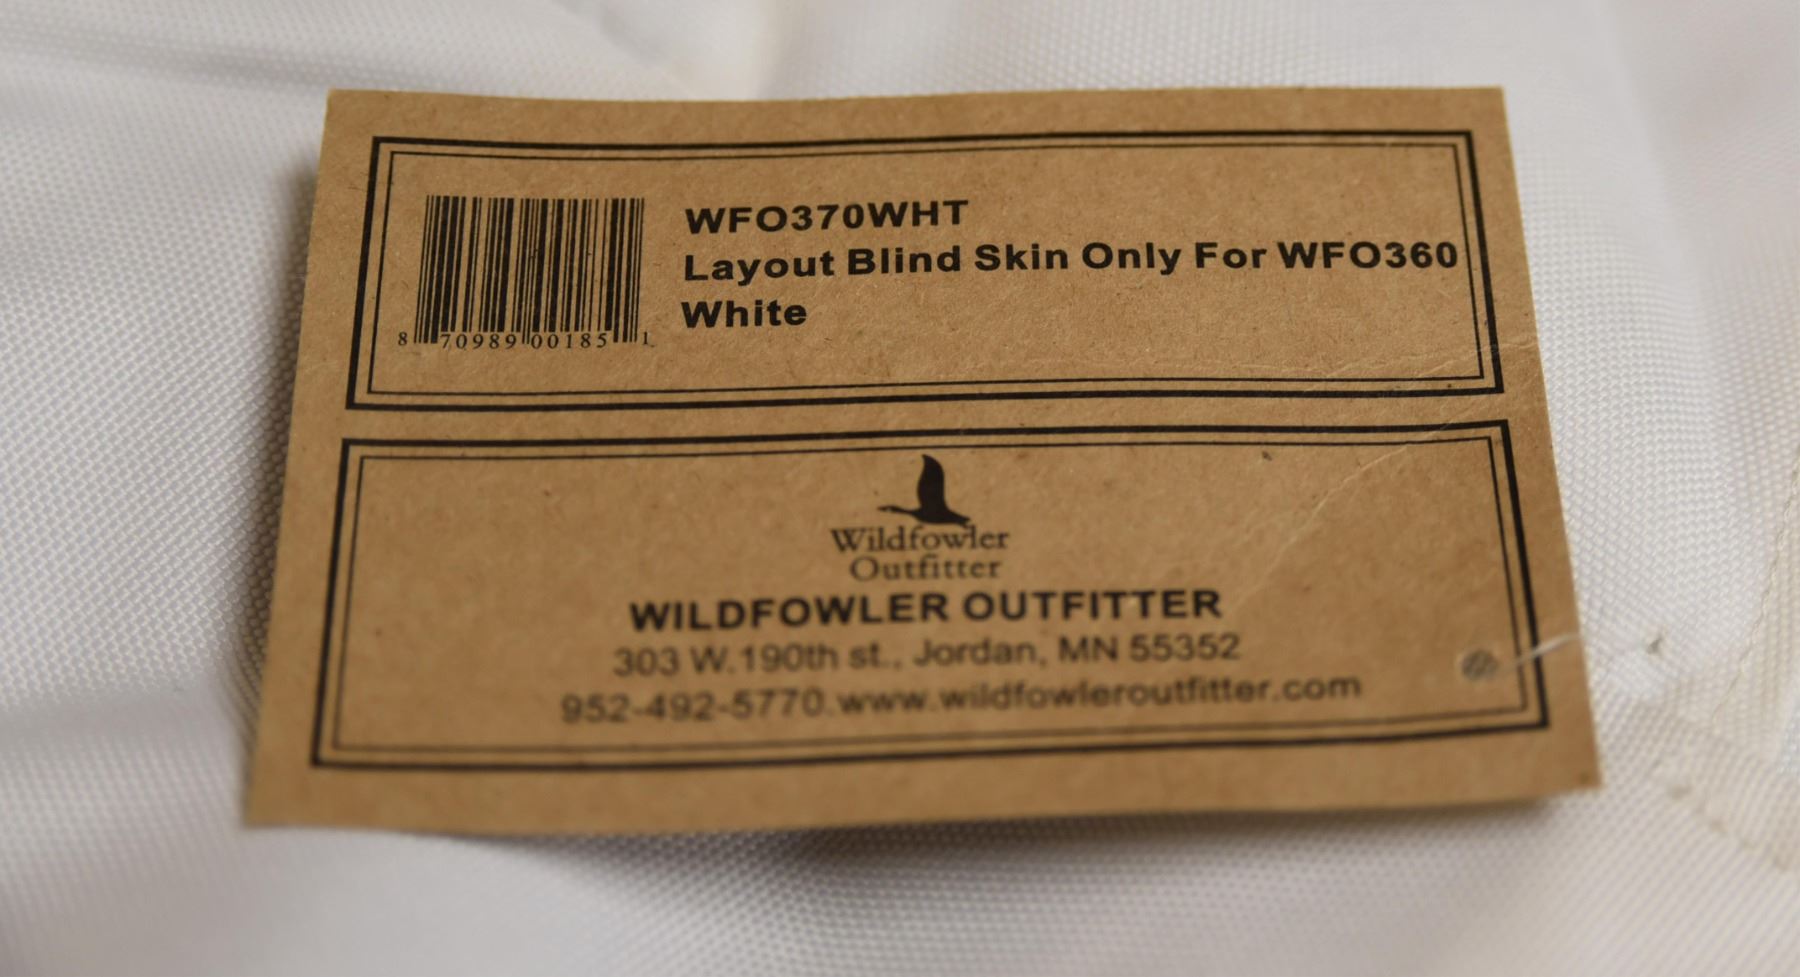 WFO370WHT
Layout Blind Skin Only For WFO360
White
8 70989 00185 1
Wildfowler
Outfitter
WILDFOWLER OUTFITTER
303 W.190th st., Jordan, MN 55352
952-492-5770.www.wildfowleroutfitter.com